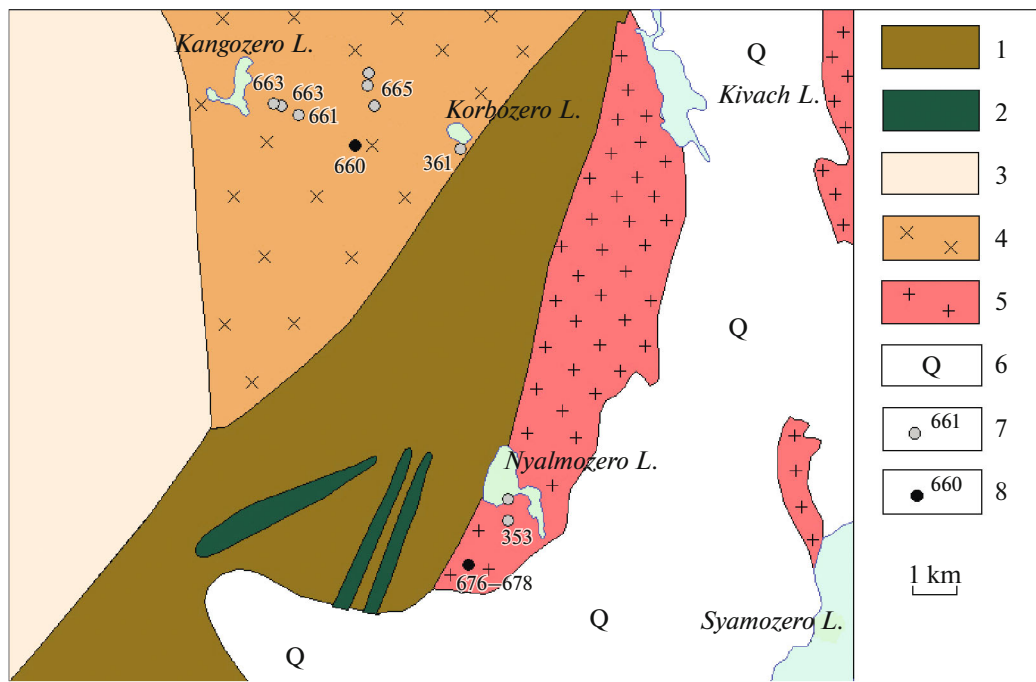 Kangozero L.
663
663
661
665
660
Korbozero L.
361
Q
Kivach L.
Q
Nyalmozero L.
353
676–678
Q
Q
Syamozero L.
1
2
3
4
5
Q
6
661
7
660
8
1 km